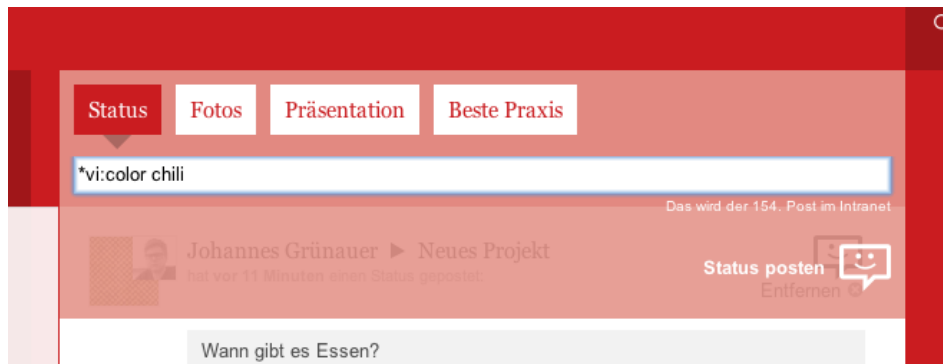 Status Fotos Präsentation Beste Praxis
*vi:color chili
Das wird der 154. Post im Intranet
Johannes Grünauer ► Neues Projekt
hat vor 11 Minuten einen Status gepostet:
Status posten
Entfernen
Wann gibt es Essen?